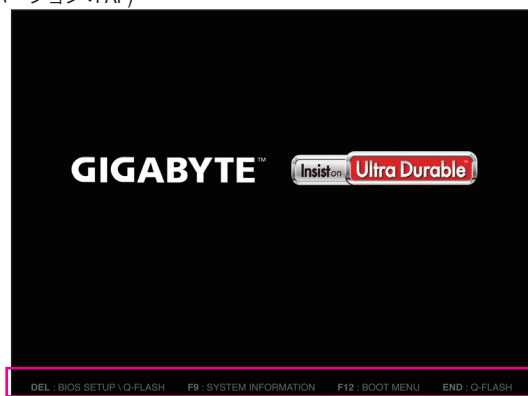 GIGABYTE™
Insist on Ultra Durable™
DEL : BIOS SETUP \ Q-FLASH F9 : SYSTEM INFORMATION F12 : BOOT MENU END : Q-FLASH